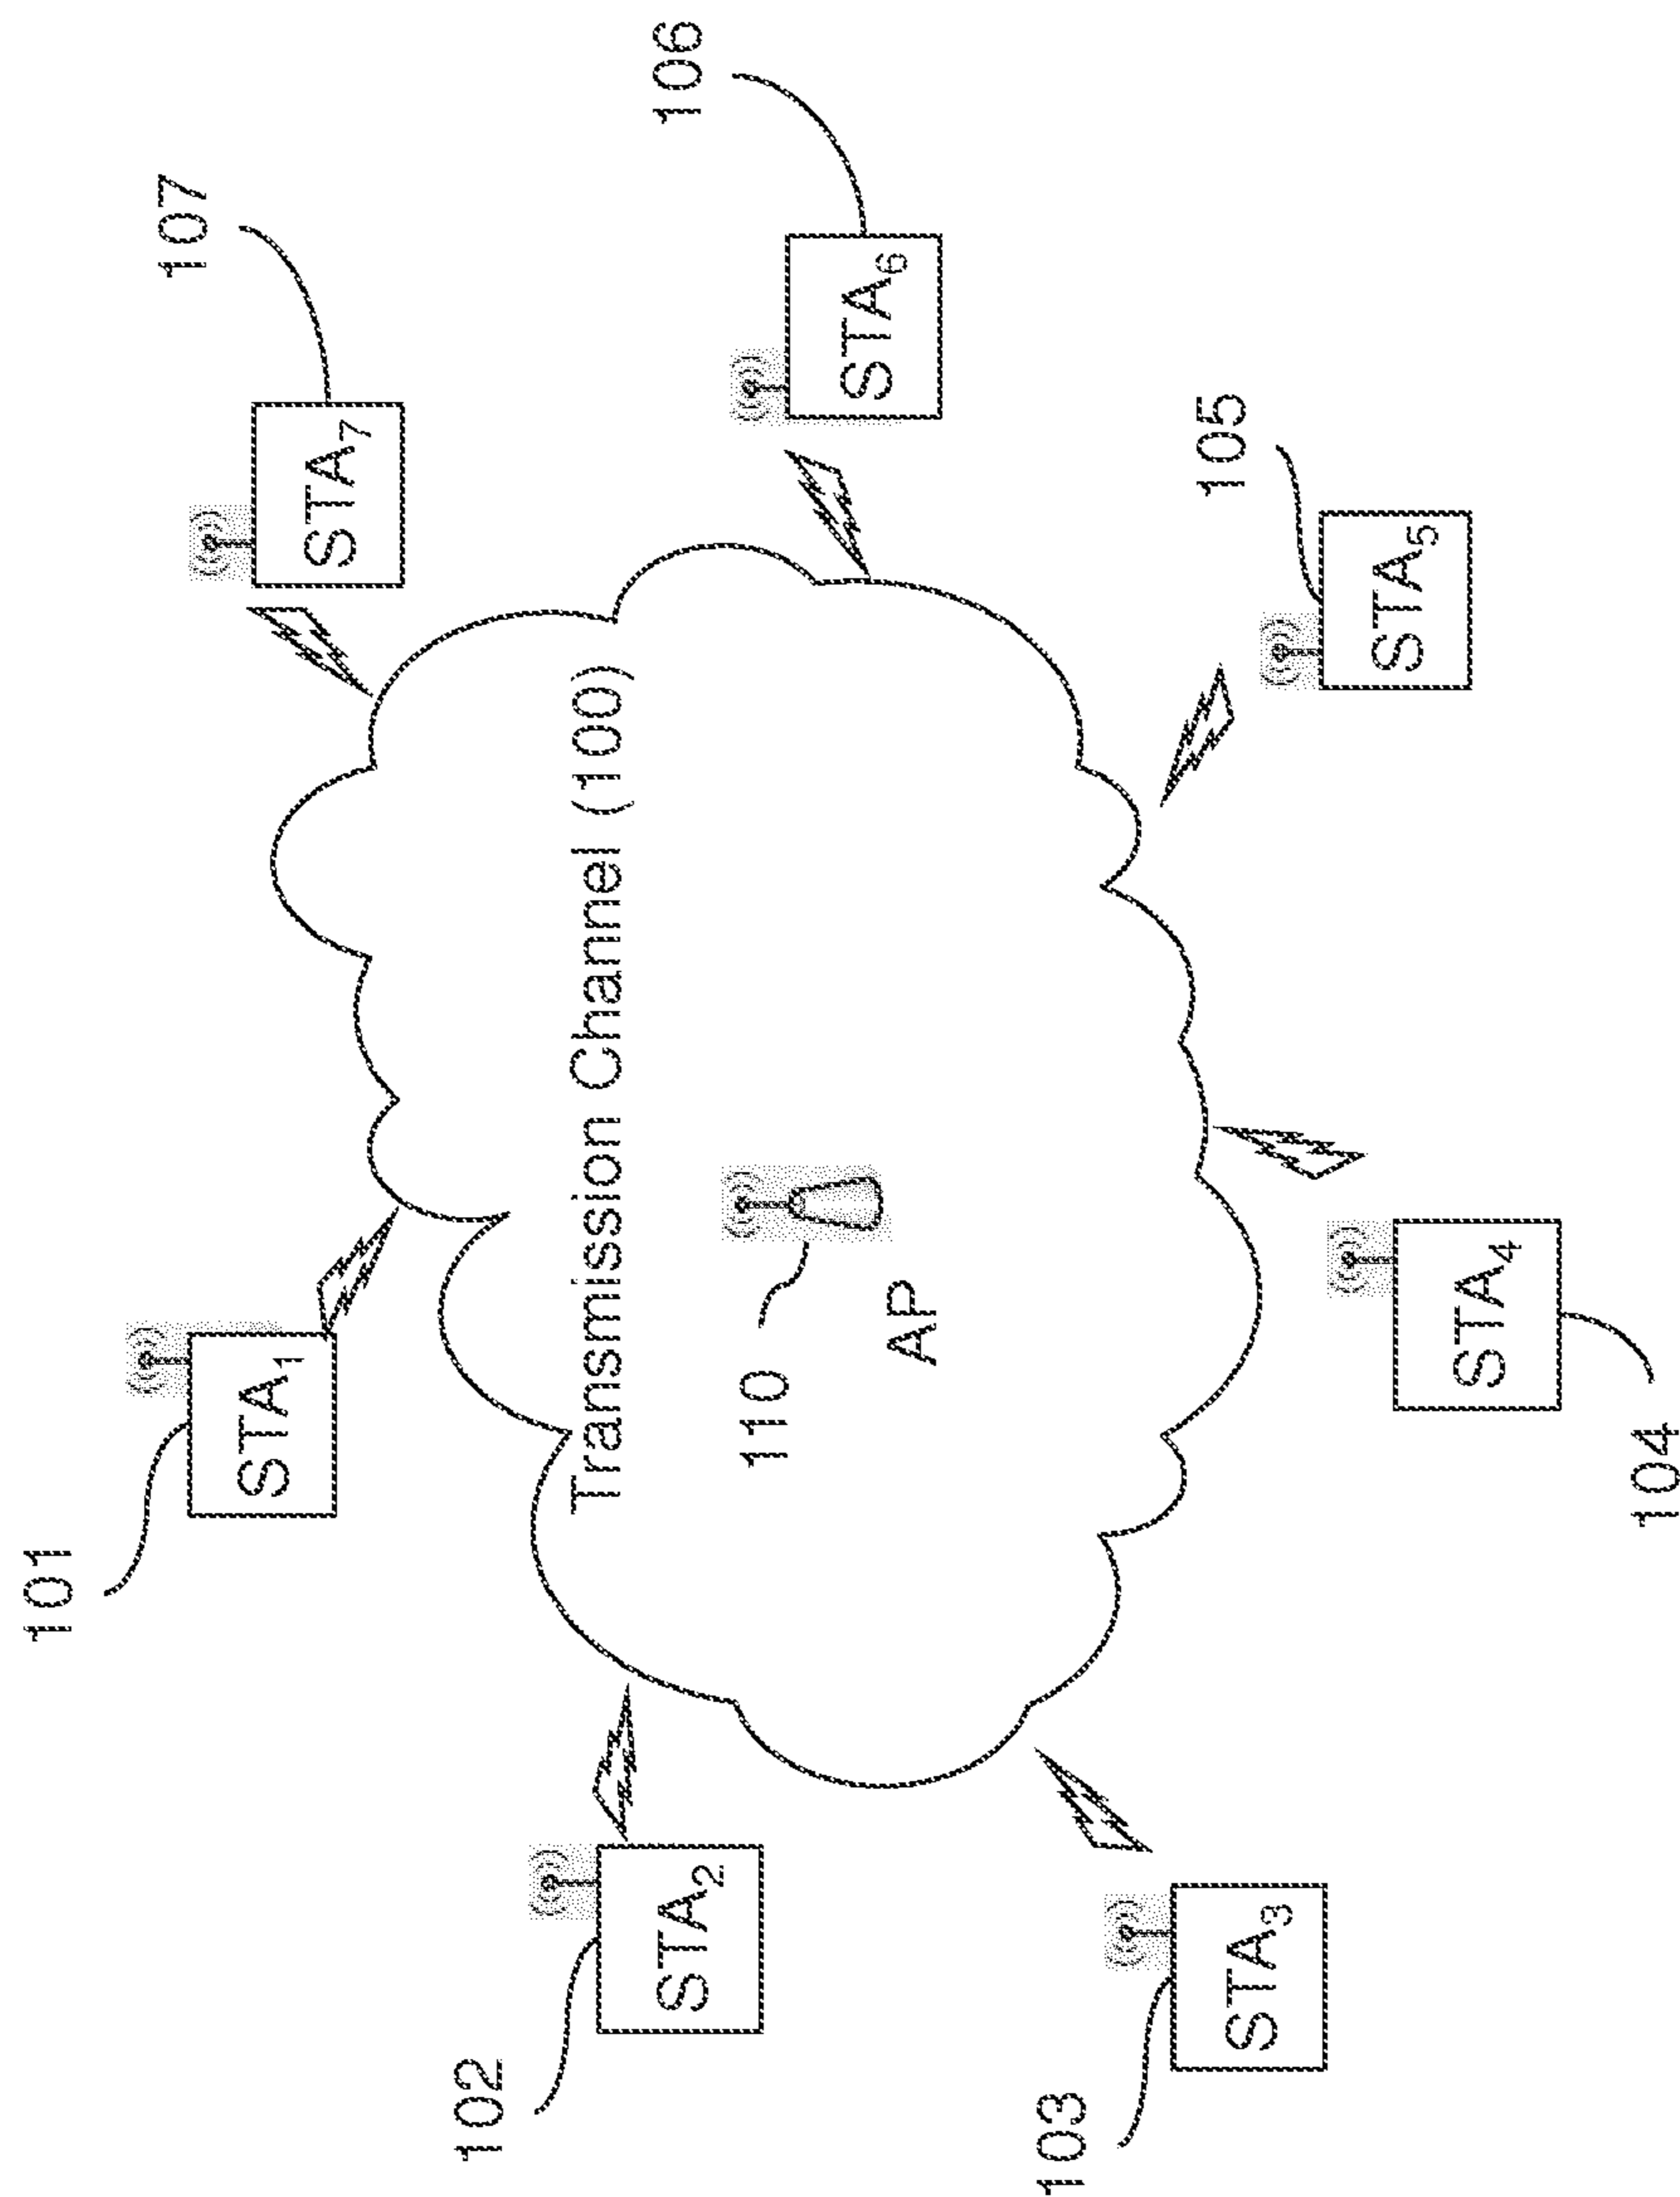 101
STA₁
107
STA₇
102
STA₂
Transmission Channel (100)
106
STA₆
110
AP
103
STA₃
105
STA₅
104
STA₄